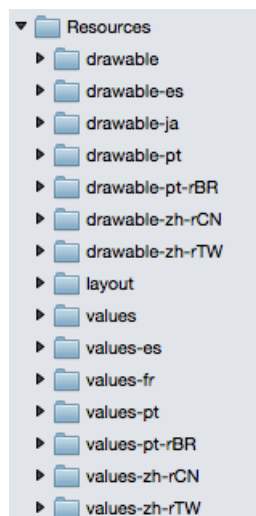 Resources
drawable
drawable-es
drawable-ja
drawable-pt
drawable-pt-rBR
drawable-zh-rCN
drawable-zh-rTW
layout
values
values-es
values-fr
values-pt
values-pt-rBR
values-zh-rCN
values-zh-rTW